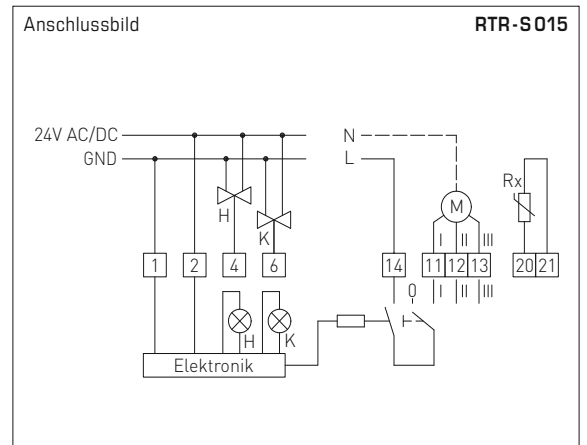 Anschlussbild RTR-S015
24V AC/DC N
GND L
Rx
H M
K I II III
1 2 4 6 14 11 12 13 20 21
0 I II III
H K
Elektronik